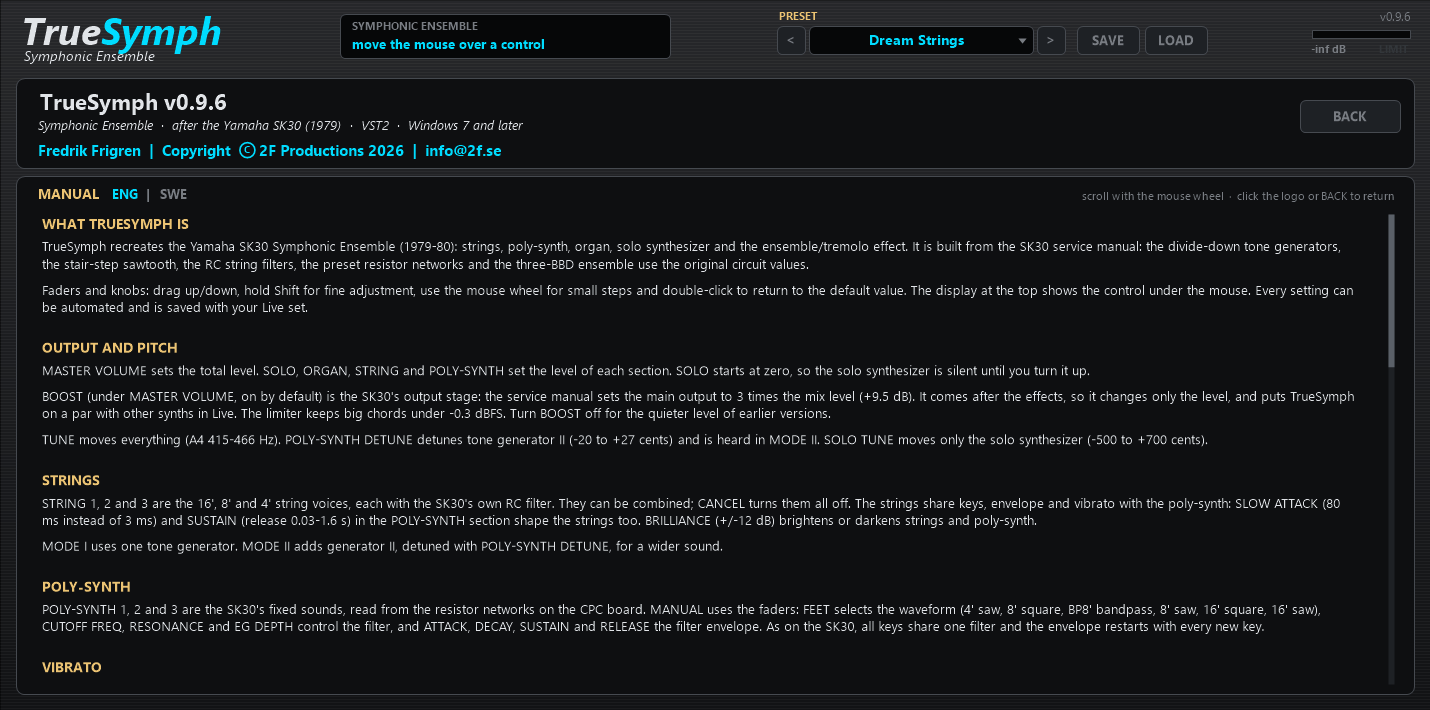 TrueSymph
Symphonic Ensemble
SYMPHONIC ENSEMBLE
move the mouse over a control
PRESET
< Dream Strings > SAVE LOAD
v0.9.6
-inf dB LIMIT
TrueSymph v0.9.6
Symphonic Ensemble · after the Yamaha SK30 (1979) · VST2 · Windows 7 and later
Fredrik Frigren | Copyright © 2F Productions 2026 | info@2f.se
BACK
MANUAL ENG | SWE
scroll with the mouse wheel · click the logo or BACK to return
WHAT TRUESYMPH IS
TrueSymph recreates the Yamaha SK30 Symphonic Ensemble (1979-80): strings, poly-synth, organ, solo synthesizer and the ensemble/tremolo effect. It is built from the SK30 service manual: the divide-down tone generators,
the stair-step sawtooth, the RC string filters, the preset resistor networks and the three-BBD ensemble use the original circuit values.
Faders and knobs: drag up/down, hold Shift for fine adjustment, use the mouse wheel for small steps and double-click to return to the default value. The display at the top shows the control under the mouse. Every setting can
be automated and is saved with your Live set.
OUTPUT AND PITCH
MASTER VOLUME sets the total level. SOLO, ORGAN, STRING and POLY-SYNTH set the level of each section. SOLO starts at zero, so the solo synthesizer is silent until you turn it up.
BOOST (under MASTER VOLUME, on by default) is the SK30's output stage: the service manual sets the main output to 3 times the mix level (+9.5 dB). It comes after the effects, so it changes only the level, and puts TrueSymph
on a par with other synths in Live. The limiter keeps big chords under -0.3 dBFS. Turn BOOST off for the quieter level of earlier versions.
TUNE moves everything (A4 415-466 Hz). POLY-SYNTH DETUNE detunes tone generator II (-20 to +27 cents) and is heard in MODE II. SOLO TUNE moves only the solo synthesizer (-500 to +700 cents).
STRINGS
STRING 1, 2 and 3 are the 16', 8' and 4' string voices, each with the SK30's own RC filter. They can be combined; CANCEL turns them all off. The strings share keys, envelope and vibrato with the poly-synth: SLOW ATTACK (80
ms instead of 3 ms) and SUSTAIN (release 0.03-1.6 s) in the POLY-SYNTH section shape the strings too. BRILLIANCE (+/-12 dB) brightens or darkens strings and poly-synth.
MODE I uses one tone generator. MODE II adds generator II, detuned with POLY-SYNTH DETUNE, for a wider sound.
POLY-SYNTH
POLY-SYNTH 1, 2 and 3 are the SK30's fixed sounds, read from the resistor networks on the CPC board. MANUAL uses the faders: FEET selects the waveform (4' saw, 8' square, BP8' bandpass, 8' saw, 16' square, 16' saw),
CUTOFF FREQ, RESONANCE and EG DEPTH control the filter, and ATTACK, DECAY, SUSTAIN and RELEASE the filter envelope. As on the SK30, all keys share one filter and the envelope restarts with every new key.
VIBRATO